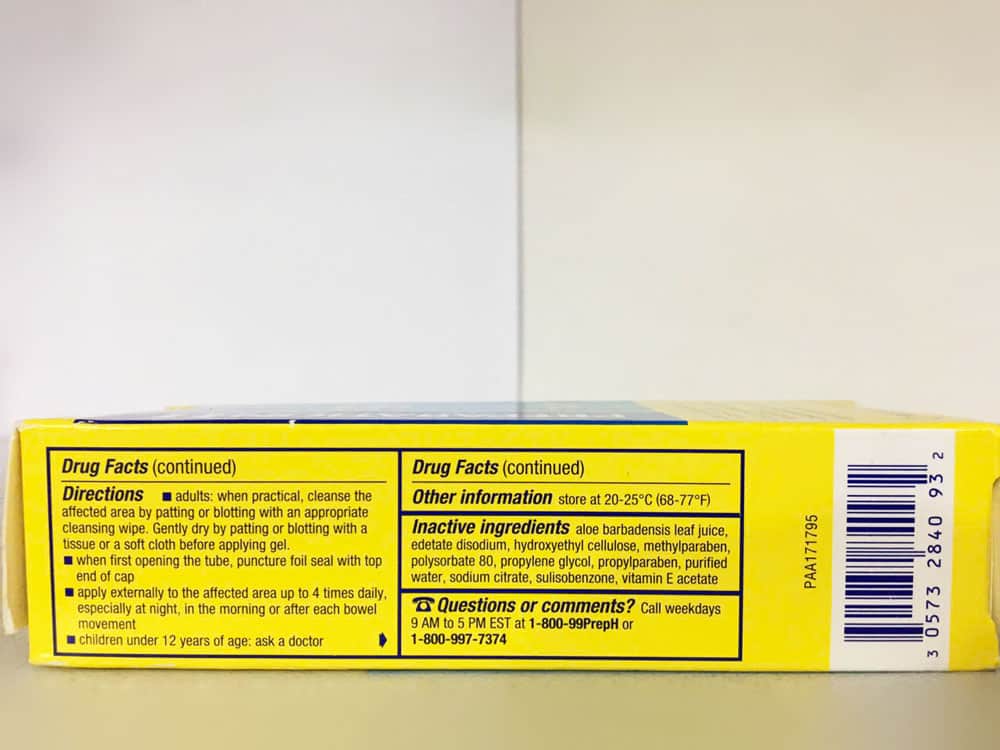 Drug Facts (continued)
Directions ■ adults: when practical, cleanse the
affected area by patting or blotting with an appropriate
cleansing wipe. Gently dry by patting or blotting with a
tissue or a soft cloth before applying gel.
■ when first opening the tube, puncture foil seal with top
end of cap
■ apply externally to the affected area up to 4 times daily,
especially at night, in the morning or after each bowel
movement
■ children under 12 years of age: ask a doctor
Drug Facts (continued)
Other information store at 20-25°C (68-77°F)
Inactive ingredients aloe barbadensis leaf juice,
edetate disodium, hydroxyethyl cellulose, methylparaben,
polysorbate 80, propylene glycol, propylparaben, purified
water, sodium citrate, sulisobenzone, vitamin E acetate
☎ Questions or comments? Call weekdays
9 AM to 5 PM EST at 1-800-99PrepH or
1-800-997-7374
PAA171795
3 0573 2840 93 2